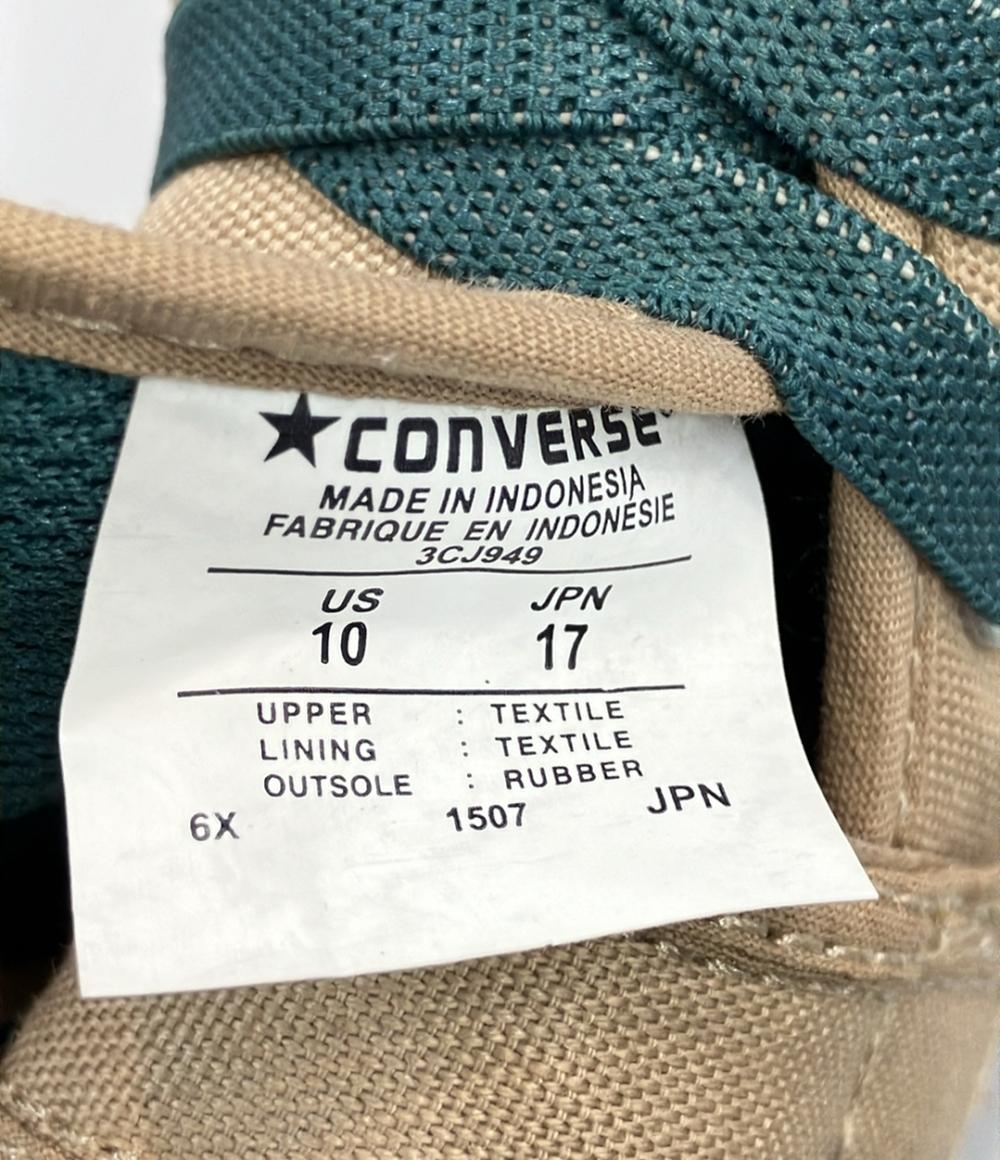 ★CONVERSE
MADE IN INDONESIA
FABRIQUE EN INDONESIE
3CJ949
US JPN
10 17
UPPER : TEXTILE
LINING : TEXTILE
OUTSOLE : RUBBER
6X 1507 JPN